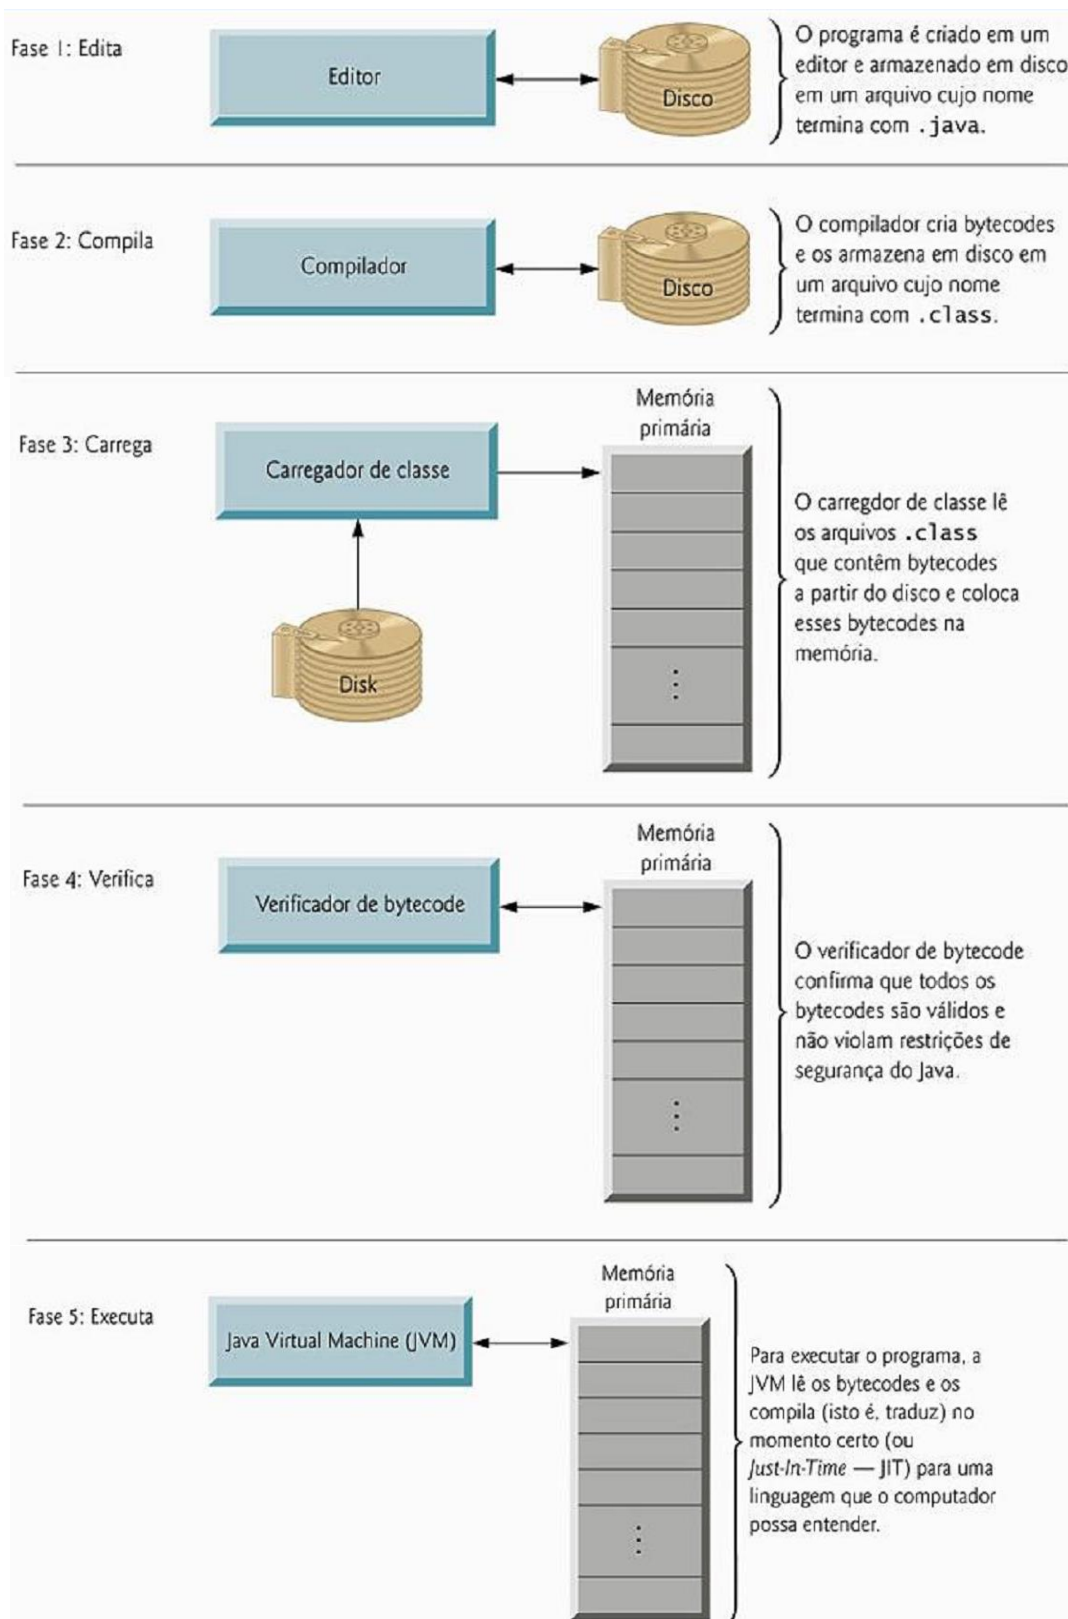 Fase 1: Edita
Editor
Disco
O programa é criado em um
editor e armazenado em disco
em um arquivo cujo nome
termina com .java.
Fase 2: Compila
Compilador
Disco
O compilador cria bytecodes
e os armazena em disco em
um arquivo cujo nome
termina com .class.
Fase 3: Carrega
Carregador de classe
Disk
Memória
primária
O carregdor de classe lê
os arquivos .class
que contêm bytecodes
a partir do disco e coloca
esses bytecodes na
memória.
Fase 4: Verifica
Verificador de bytecode
Memória
primária
O verificador de bytecode
confirma que todos os
bytecodes são válidos e
não violam restrições de
segurança do Java.
Fase 5: Executa
Java Virtual Machine (JVM)
Memória
primária
Para executar o programa, a
JVM lê os bytecodes e os
compila (isto é, traduz) no
momento certo (ou
Just-In-Time — JIT) para uma
linguagem que o computador
possa entender.